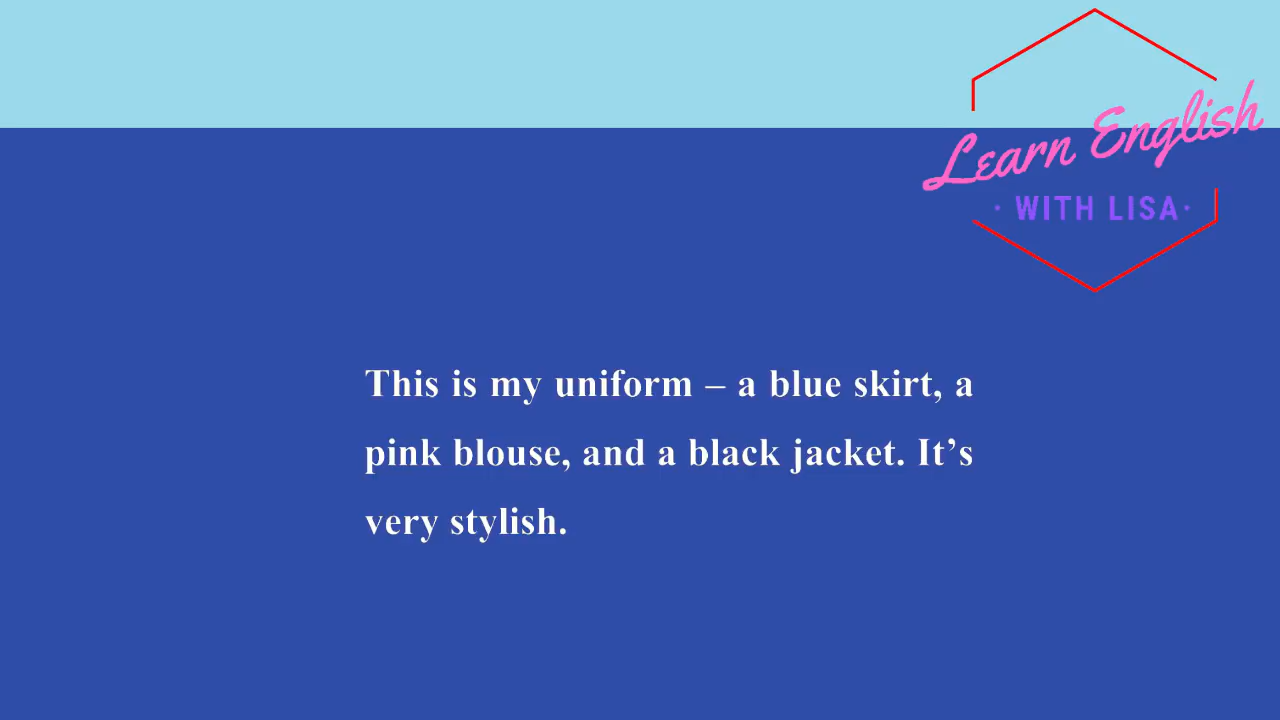 Learn English
· WITH LISA·
This is my uniform – a blue skirt, a
pink blouse, and a black jacket. It’s
very stylish.